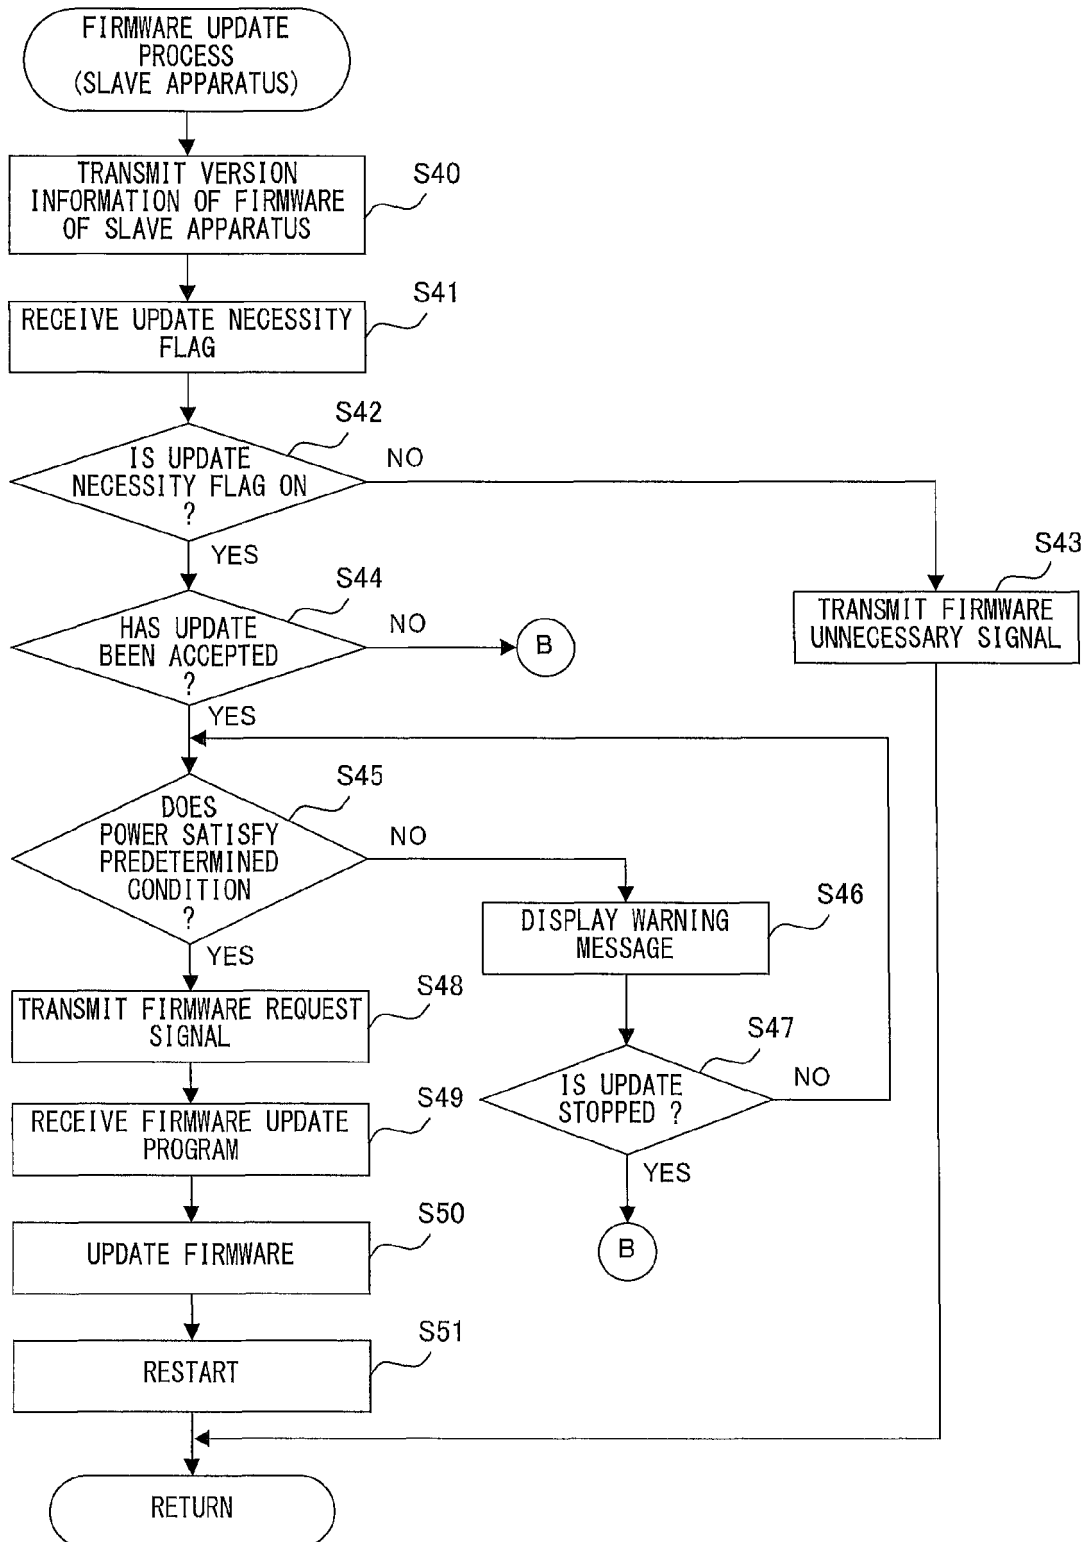 FIRMWARE UPDATE
PROCESS
(SLAVE APPARATUS)
TRANSMIT VERSION
INFORMATION OF FIRMWARE
OF SLAVE APPARATUS
S40
RECEIVE UPDATE NECESSITY
FLAG
S41
IS UPDATE
NECESSITY FLAG ON
?
S42
NO
YES
S43
TRANSMIT FIRMWARE
UNNECESSARY SIGNAL
HAS UPDATE
BEEN ACCEPTED
?
S44
NO
B
YES
DOES
POWER SATISFY
PREDETERMINED
CONDITION
?
S45
NO
YES
DISPLAY WARNING
MESSAGE
S46
TRANSMIT FIRMWARE REQUEST
SIGNAL
S48
IS UPDATE
STOPPED ?
S47
NO
YES
B
RECEIVE FIRMWARE UPDATE
PROGRAM
S49
UPDATE FIRMWARE
S50
RESTART
S51
RETURN